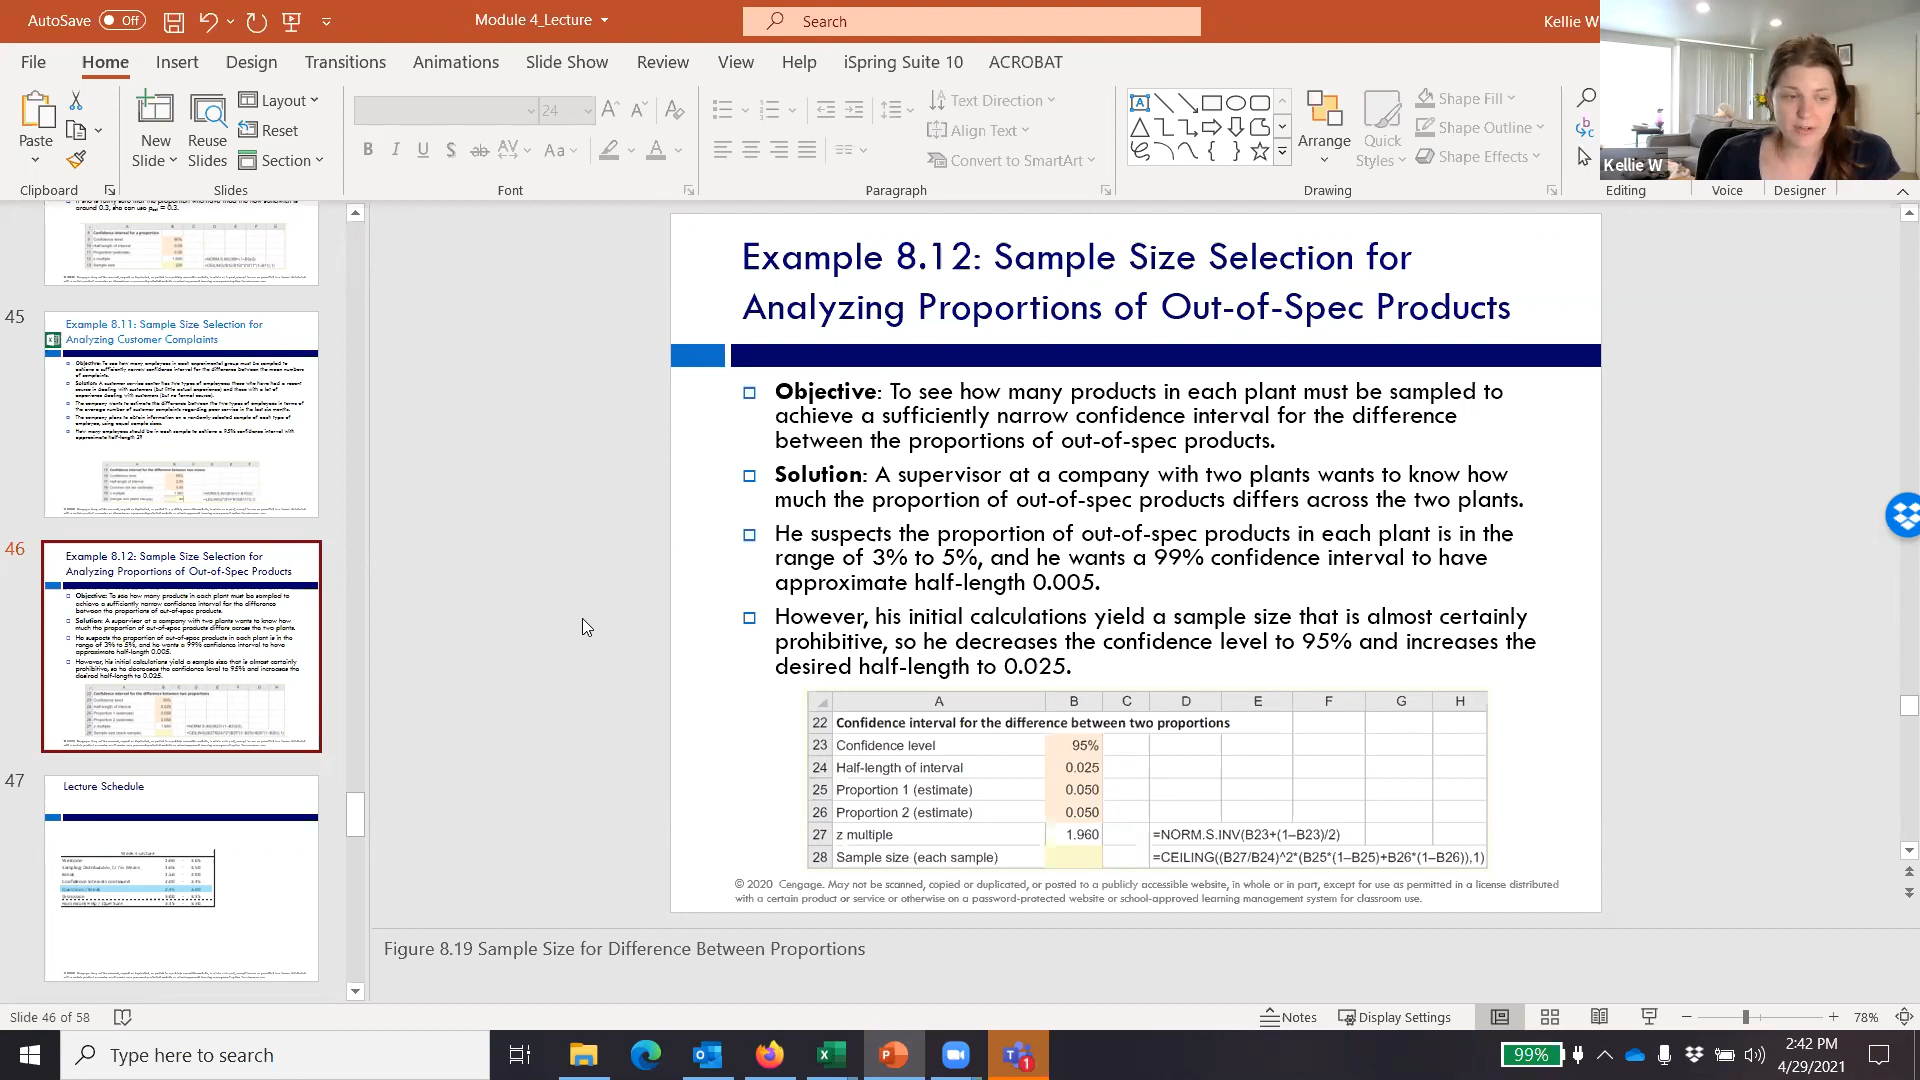 AutoSave Off
Module 4_Lecture
Search
Kellie W
File Home Insert Design Transitions Animations Slide Show Review View Help iSpring Suite 10 ACROBAT
Paste
New Slide
Reuse Slides
Layout
Reset
Section
24
Text Direction
Align Text
Convert to SmartArt
Arrange
Quick Styles
Shape Fill
Shape Outline
Shape Effects
Clipboard Slides Font Paragraph Drawing Editing Voice Designer
Kellie W
45
Example 8.11: Sample Size Selection for
Analyzing Customer Complaints
46
Example 8.12: Sample Size Selection for
Analyzing Proportions of Out-of-Spec Products
47
Lecture Schedule
Example 8.12: Sample Size Selection for
Analyzing Proportions of Out-of-Spec Products
Objective: To see how many products in each plant must be sampled to
achieve a sufficiently narrow confidence interval for the difference
between the proportions of out-of-spec products.
Solution: A supervisor at a company with two plants wants to know how
much the proportion of out-of-spec products differs across the two plants.
He suspects the proportion of out-of-spec products in each plant is in the
range of 3% to 5%, and he wants a 99% confidence interval to have
approximate half-length 0.005.
However, his initial calculations yield a sample size that is almost certainly
prohibitive, so he decreases the confidence level to 95% and increases the
desired half-length to 0.025.
A B C D E F G H
22 Confidence interval for the difference between two proportions
23 Confidence level 95%
24 Half-length of interval 0.025
25 Proportion 1 (estimate) 0.050
26 Proportion 2 (estimate) 0.050
27 z multiple 1.960 =NORM.S.INV(B23+(1–B23)/2)
28 Sample size (each sample) =CEILING((B27/B24)^2*(B25*(1–B25)+B26*(1–B26)),1)
© 2020 Cengage. May not be scanned, copied or duplicated, or posted to a publicly accessible website, in whole or in part, except for use as permitted in a license distributed
with a certain product or service or otherwise on a password-protected website or school-approved learning management system for classroom use.
Figure 8.19 Sample Size for Difference Between Proportions
Slide 46 of 58
Notes
Display Settings
78%
Type here to search
99%
2:42 PM
4/29/2021